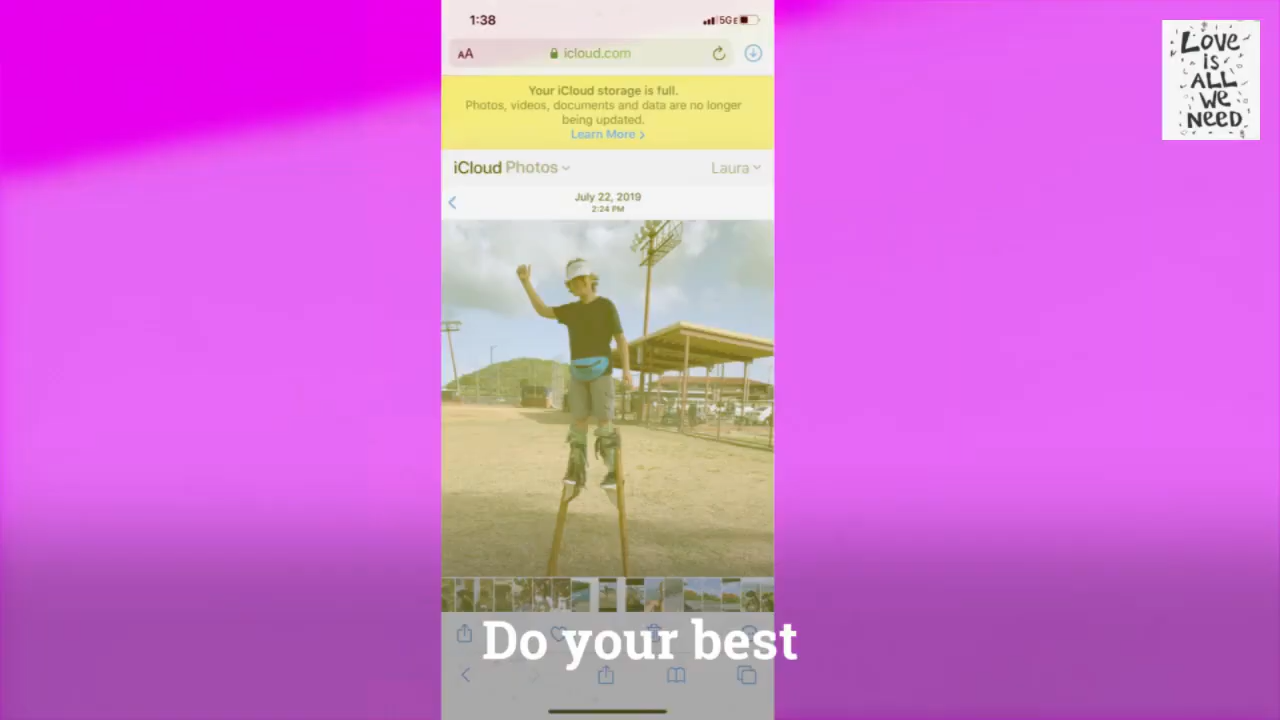 1:38
5GE
AA
icloud.com
Your iCloud storage is full.
Photos, videos, documents and data are no longer
being updated.
Learn More >
iCloud Photos
Laura
July 22, 2019
2:24 PM
Love
is
ALL
We
NEED
Do your best